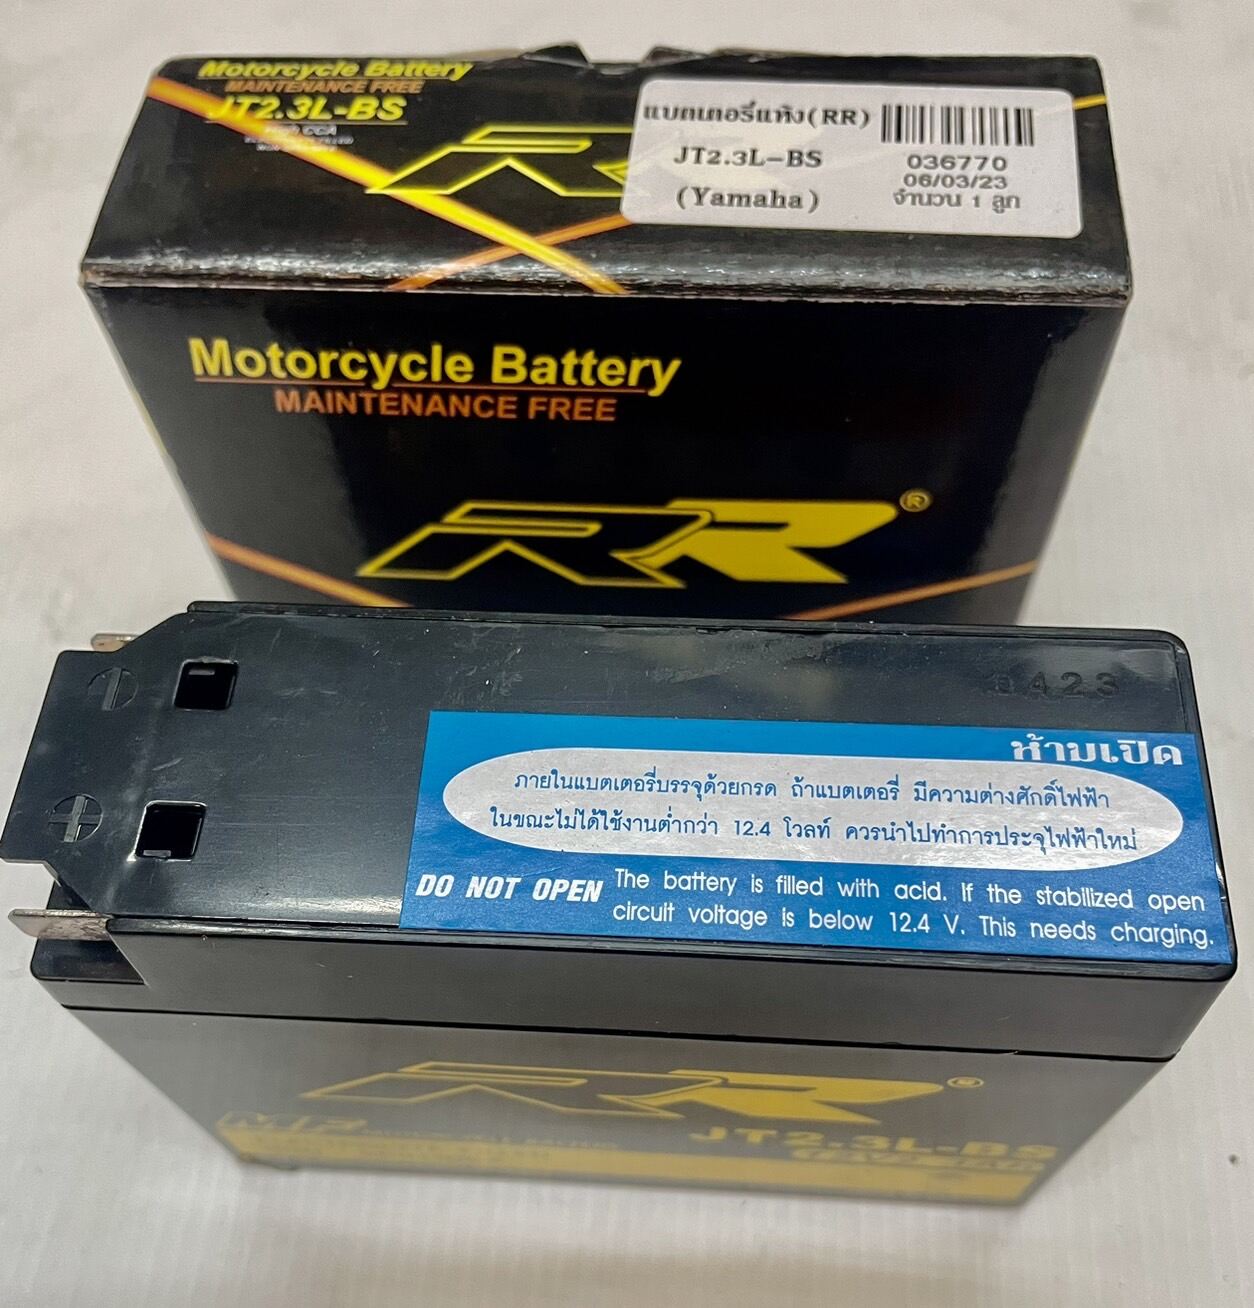 Motorcycle Battery
MAINTENANCE FREE
JT2.3L-BS
แบตเตอรี่แห้ง(RR)
JT2.3L-BS
(Yamaha)
036770
06/03/23
จำนวน 1 ลูก
Motorcycle Battery
MAINTENANCE FREE
RR®
423
ห้ามเปิด
ภายในแบตเตอรี่บรรจุด้วยกรด ถ้าแบตเตอรี่ มีความต่างศักดิ์ไฟฟ้า
ในขณะไม่ได้ใช้งานต่ำกว่า 12.4 โวลท์ ควรนำไปทำการประจุไฟฟ้าใหม่
DO NOT OPEN The battery is filled with acid. If the stabilized open
circuit voltage is below 12.4 V. This needs charging.
RR®
MF
JT2.3L-BS